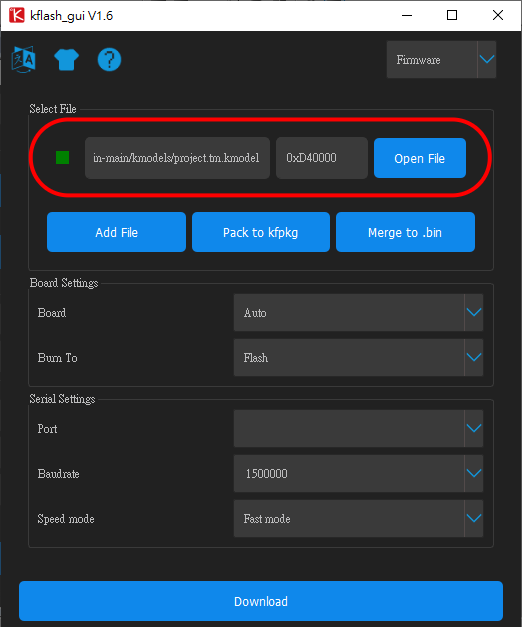 kflash_gui V1.6
Firmware
Select File
in-main/kmodels/project.tm.kmodel 0xD40000 Open File
Add File Pack to kfpkg Merge to .bin
Board Settings
Board Auto
Burn To Flash
Serial Settings
Port
Baudrate 1500000
Speed mode Fast mode
Download